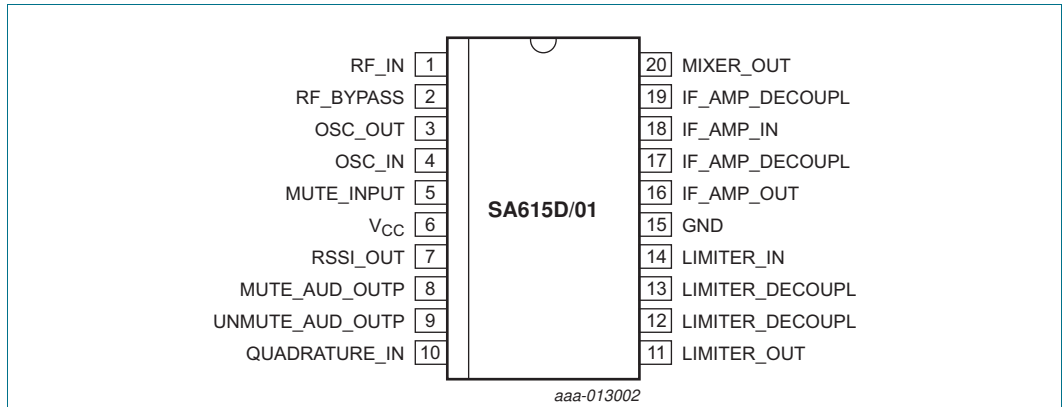 RF_IN 1 20 MIXER_OUT
RF_BYPASS 2 19 IF_AMP_DECOUPL
OSC_OUT 3 18 IF_AMP_IN
OSC_IN 4 17 IF_AMP_DECOUPL
MUTE_INPUT 5 16 IF_AMP_OUT
SA615D/01
VCC 6 15 GND
RSSI_OUT 7 14 LIMITER_IN
MUTE_AUD_OUTP 8 13 LIMITER_DECOUPL
UNMUTE_AUD_OUTP 9 12 LIMITER_DECOUPL
QUADRATURE_IN 10 11 LIMITER_OUT
aaa-013002